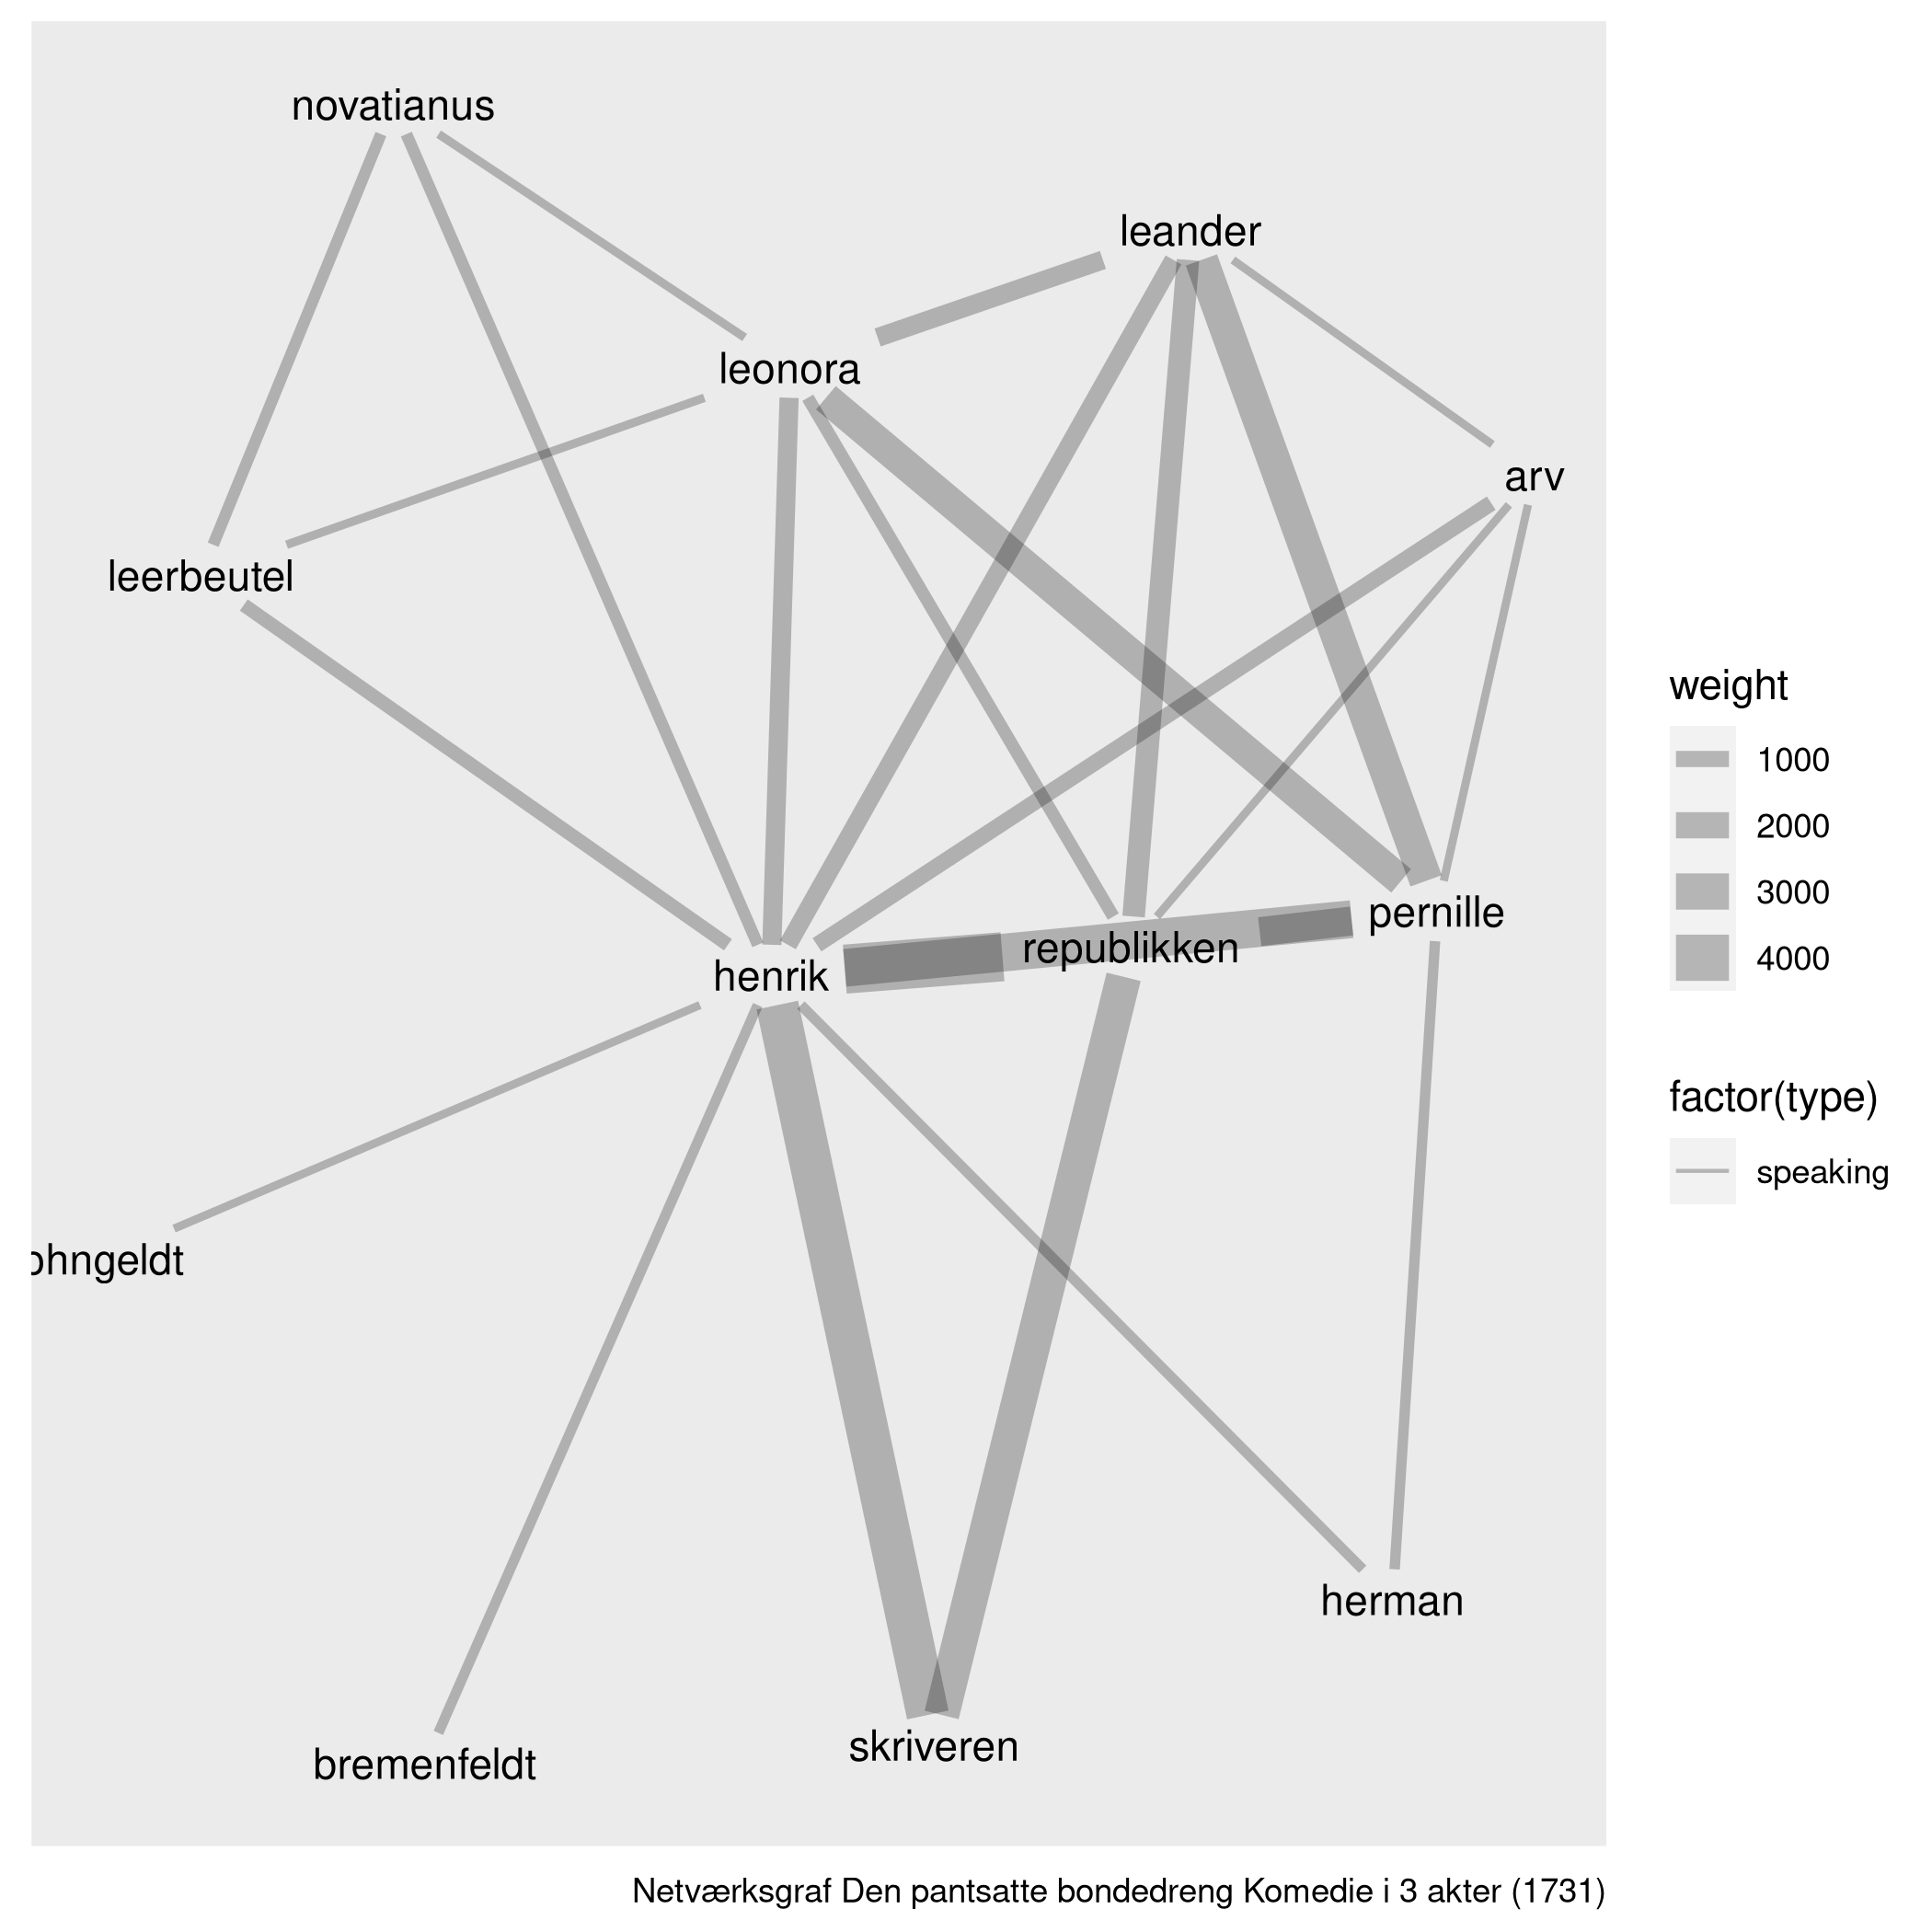 novatianus
leander
leonora
arv
leerbeutel
weight
1000
2000
3000
4000
pernille
republikken
henrik
factor(type)
speaking
ohngeldt
herman
skriveren
bremenfeldt
Netværksgraf Den pantsatte bondedreng Komedie i 3 akter (1731)